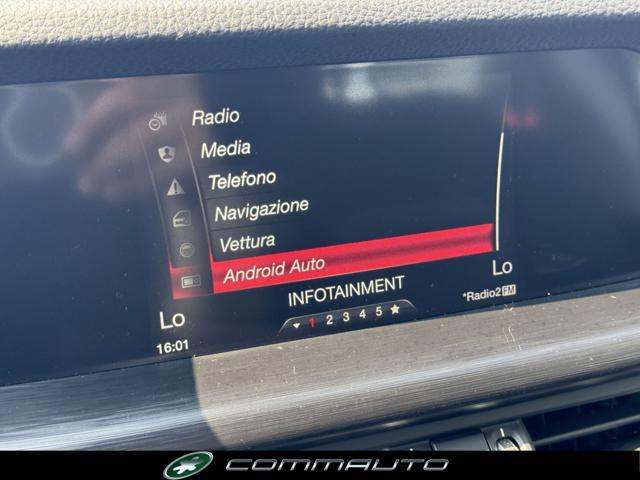 Radio
Media
Telefono
Navigazione
Vettura
Android Auto
Lo
INFOTAINMENT
Lo
1 2 3 4 5
*Radio2 FM
16:01
COMMAUTO